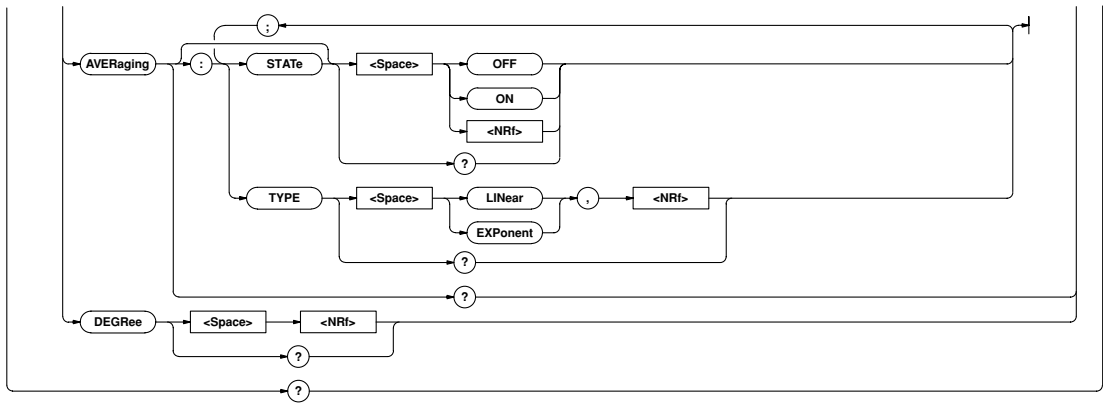 ;
AVERaging : STATe <Space> OFF
ON
<NRf>
?
TYPE <Space> LINear , <NRf>
EXPonent
?
?
DEGRee <Space> <NRf>
?
?